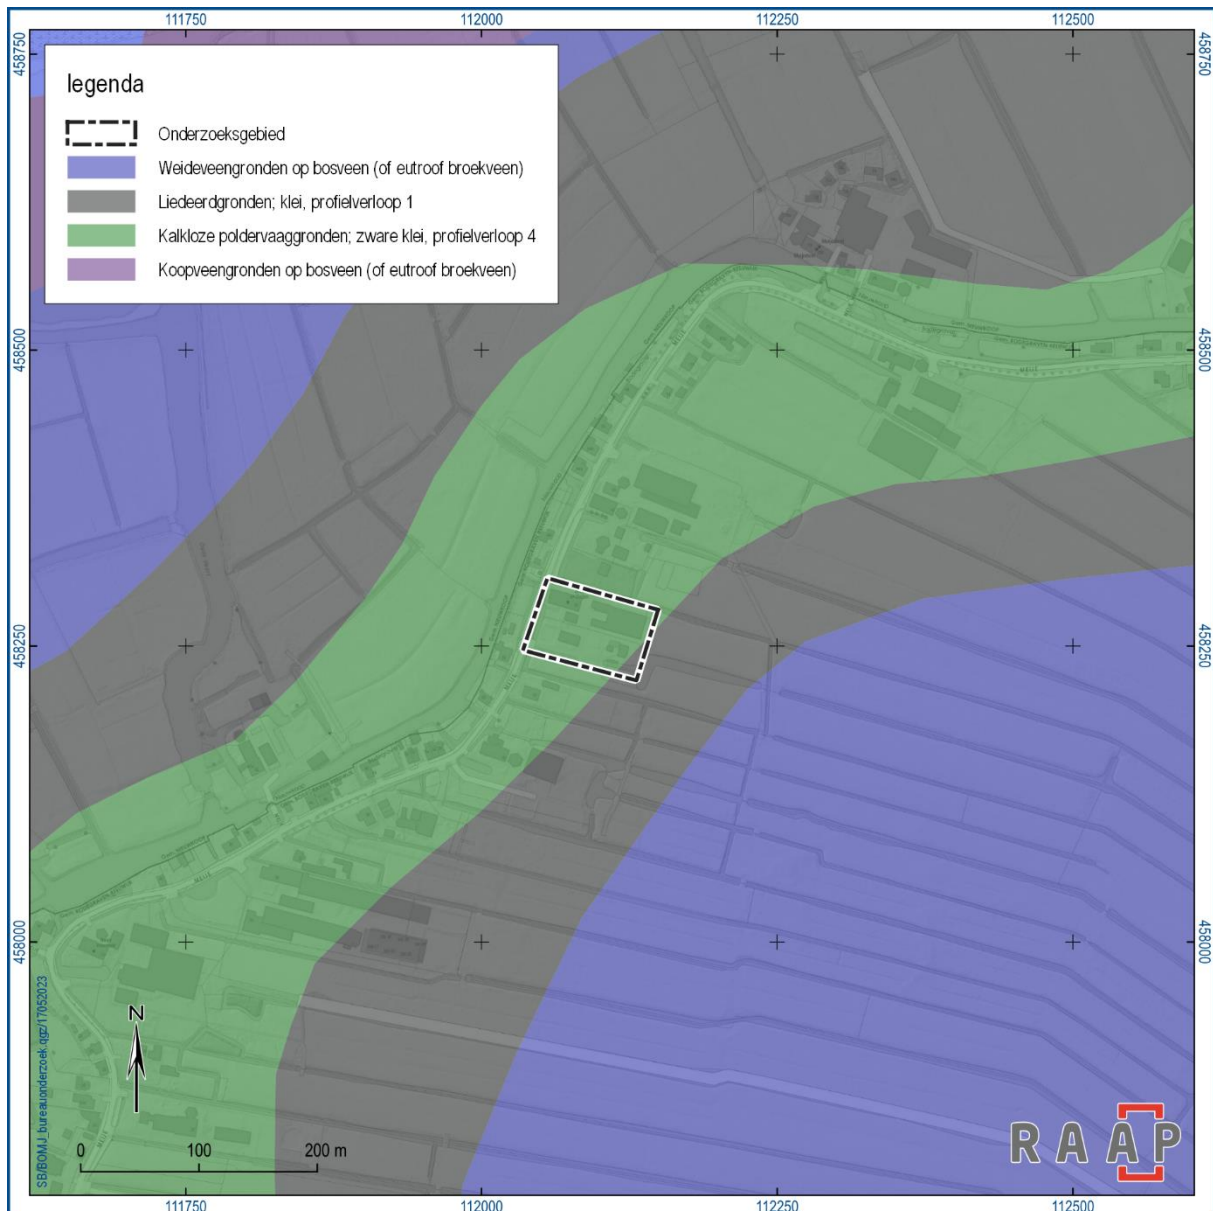 111750 112000 112250 112500
458750 458750
legenda
Onderzoeksgebied
Weideveengronden op bosveen (of eutroof broekveen)
Liedeerdgronden; klei, profielverloop 1
Kalkloze poldervaaggronden; zware klei, profielverloop 4
Koopveengronden op bosveen (of eutroof broekveen)
458500 458500
458250 458250
458000 458000
SB/BOMJ_bureauonderzoek.qgz/17052023
N
0 100 200 m
RAAP
111750 112000 112250 112500